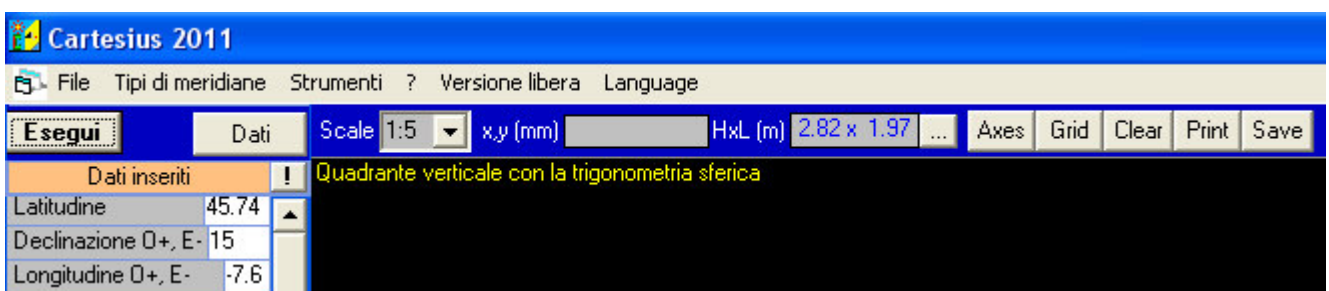 Cartesius 2011
File Tipi di meridiane Strumenti ? Versione libera Language
Esegui Dati Scale 1:5 x,y (mm) HxL (m) 2.82 x 1.97 ... Axes Grid Clear Print Save
Dati inseriti ! Quadrante verticale con la trigonometria sferica
Latitudine 45.74
Declinazione O+, E- 15
Longitudine O+, E- -7.6